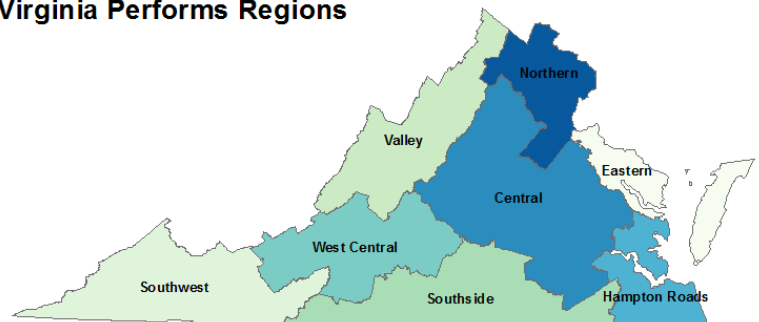 Virginia Performs Regions
Northern
Valley
Eastern
Central
West Central
Southwest
Southside
Hampton Roads